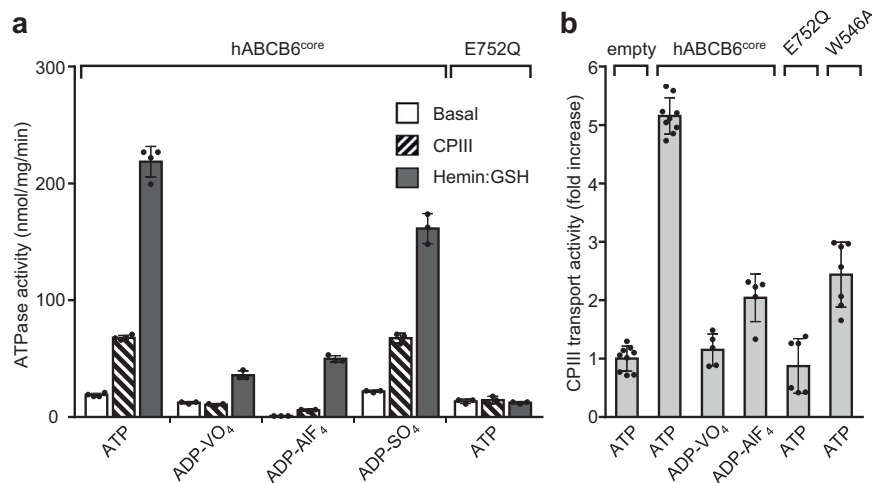 a
hABCB6core
E752Q
300
200
100
0
ATPase activity (nmol/mg/min)
Basal
CPIII
Hemin:GSH
ATP
ADP-VO4
ADP-AlF4
ADP-SO4
ATP
b
empty
hABCB6core
E752Q
W546A
6
5
4
3
2
1
0
CPIII transport activity (fold increase)
ATP
ATP
ADP-VO4
ADP-AlF4
ATP
ATP